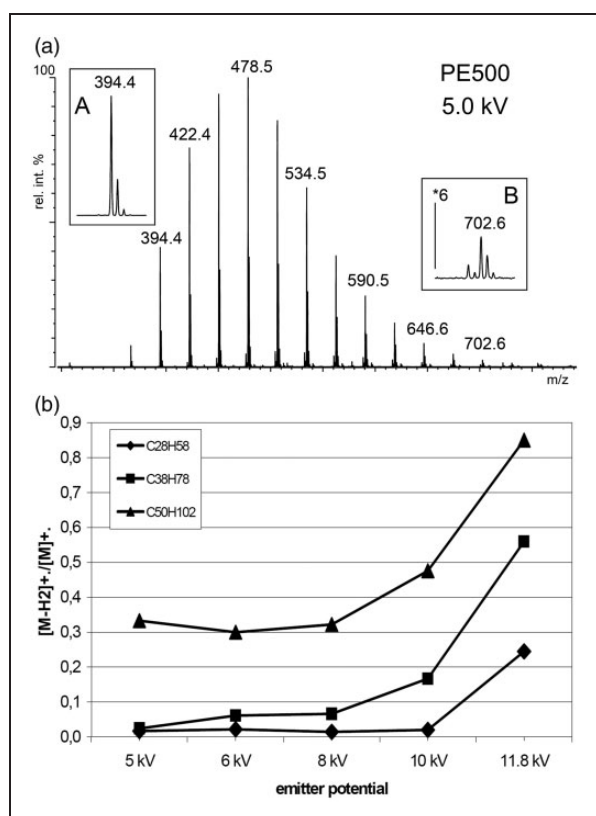 (a)
100
rel. int. %
A
394.4
394.4
422.4
478.5
534.5
590.5
646.6
702.6
PE500
5.0 kV
B
*6
702.6
m/z
(b)
[M-H2]+./[M]+.
0,9
0,8
0,7
0,6
0,5
0,4
0,3
0,2
0,1
0,0
C28H58
C38H78
C50H102
5 kV
6 kV
8 kV
10 kV
11.8 kV
emitter potential